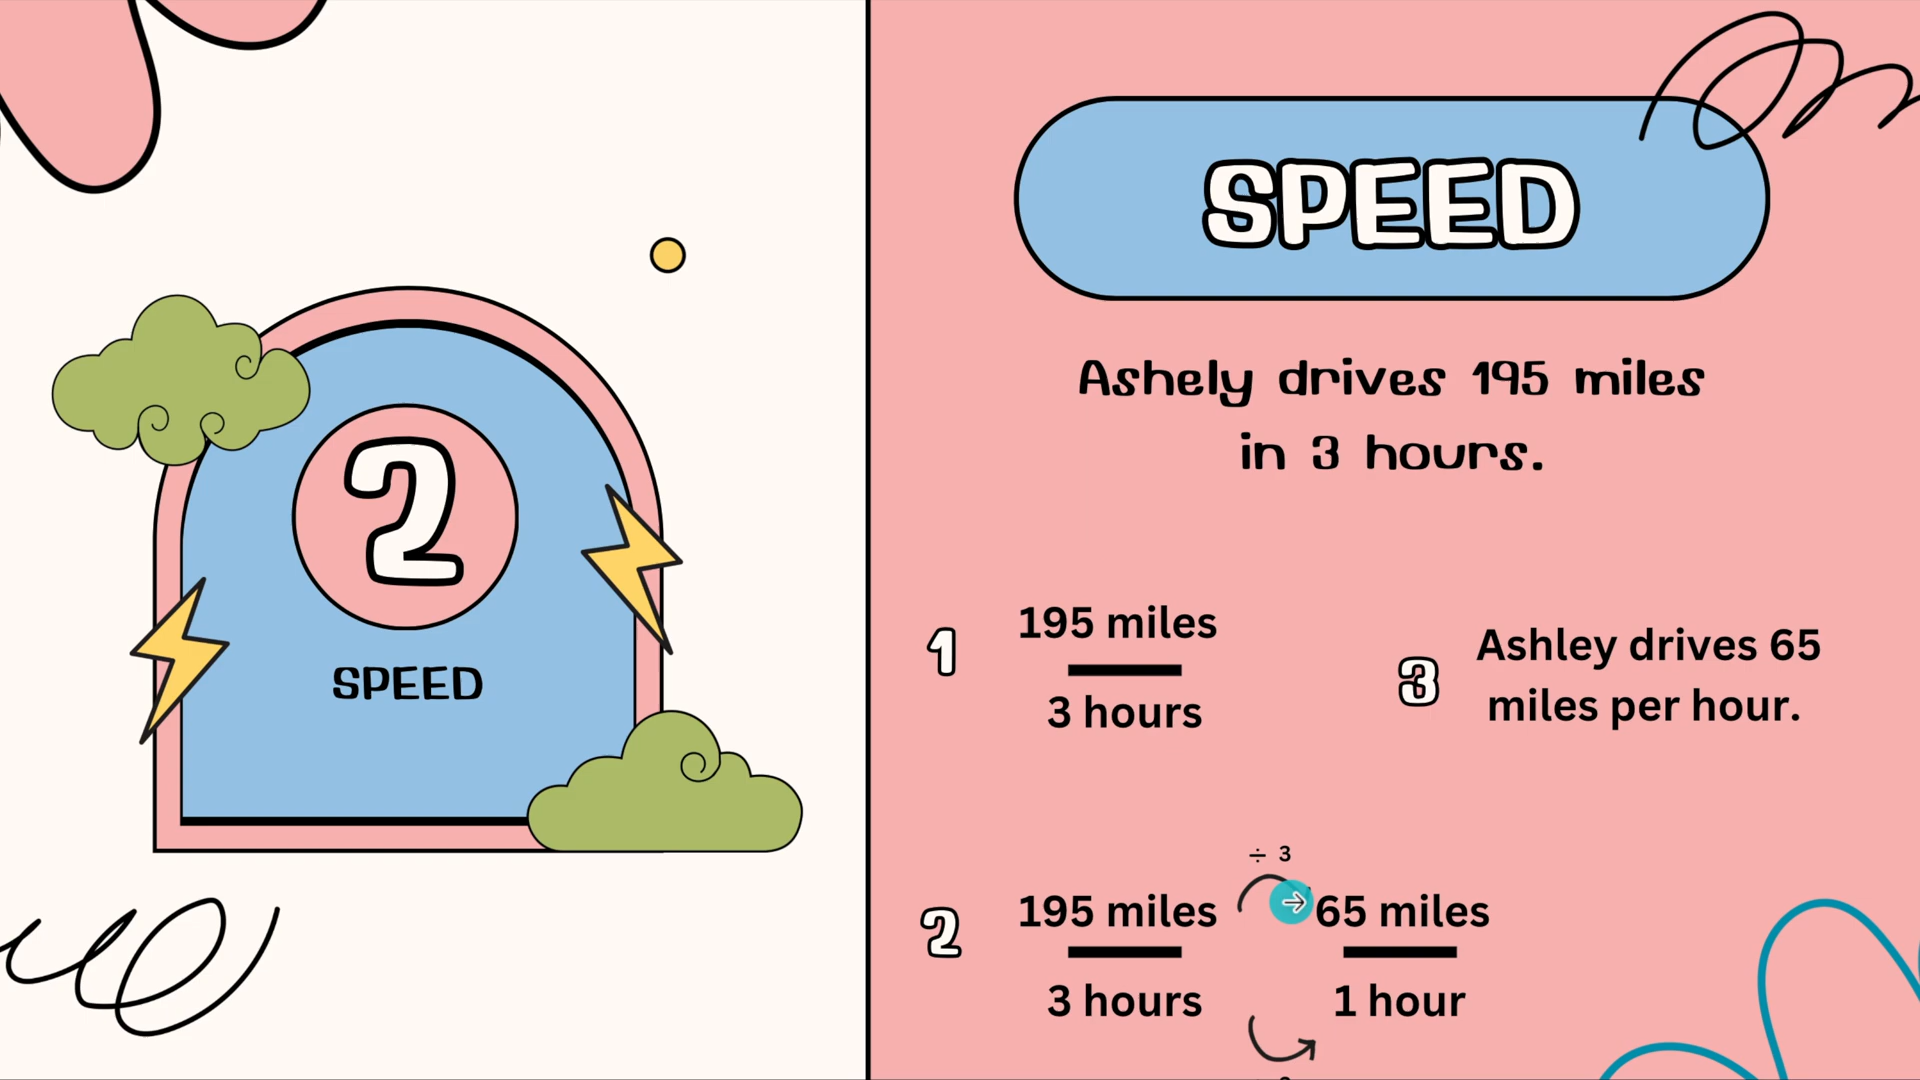 2
SPEED
SPEED
Ashely drives 195 miles
in 3 hours.
1
195 miles
3 hours
3
Ashley drives 65
miles per hour.
÷ 3
2
195 miles
65 miles
3 hours
1 hour